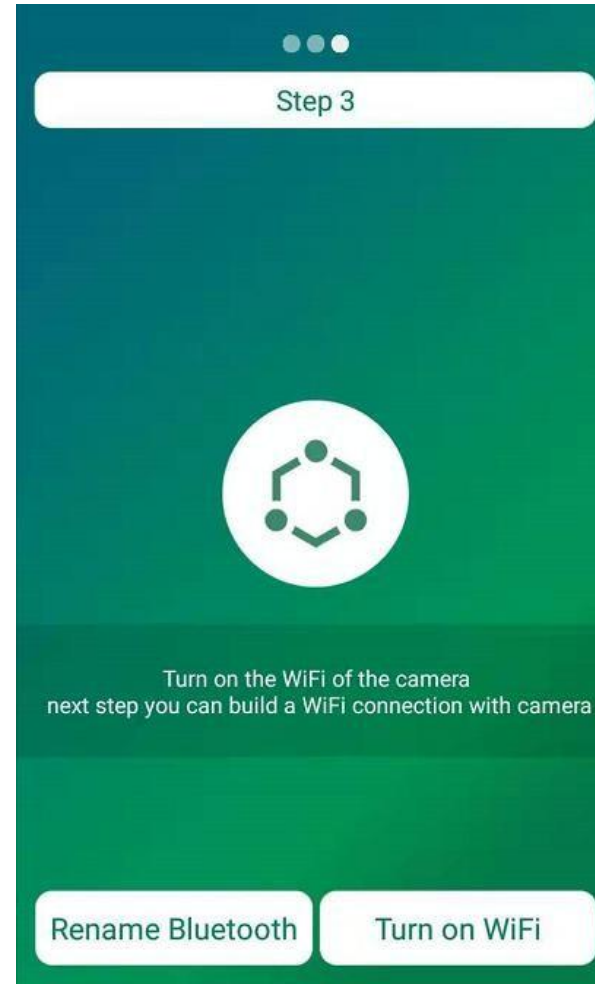 Step 3
Turn on the WiFi of the camera
next step you can build a WiFi connection with camera
Rename Bluetooth
Turn on WiFi